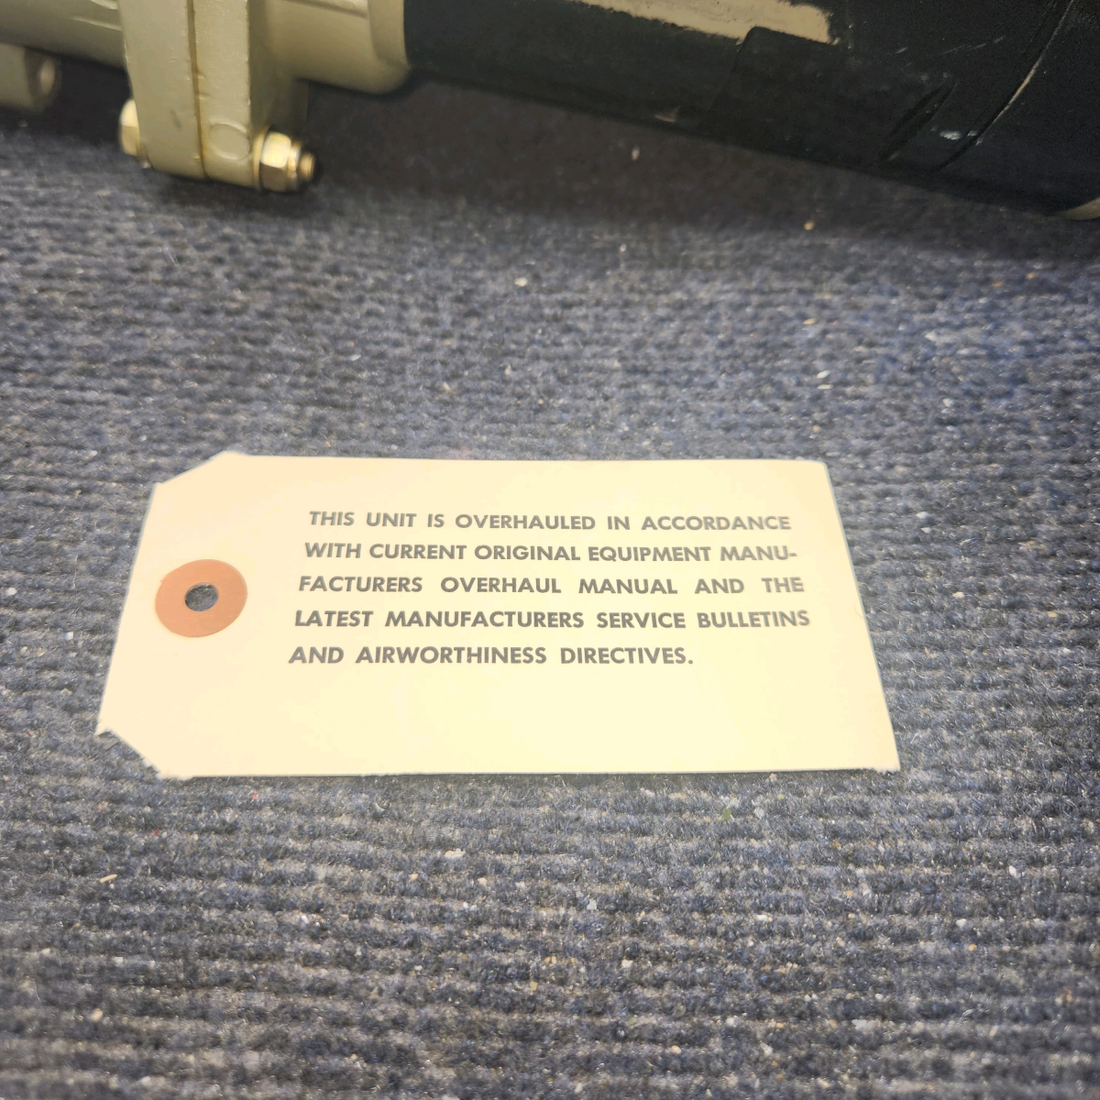 THIS UNIT IS OVERHAULED IN ACCORDANCE
WITH CURRENT ORIGINAL EQUIPMENT MANU-
FACTURERS OVERHAUL MANUAL AND THE
LATEST MANUFACTURERS SERVICE BULLETINS
AND AIRWORTHINESS DIRECTIVES.